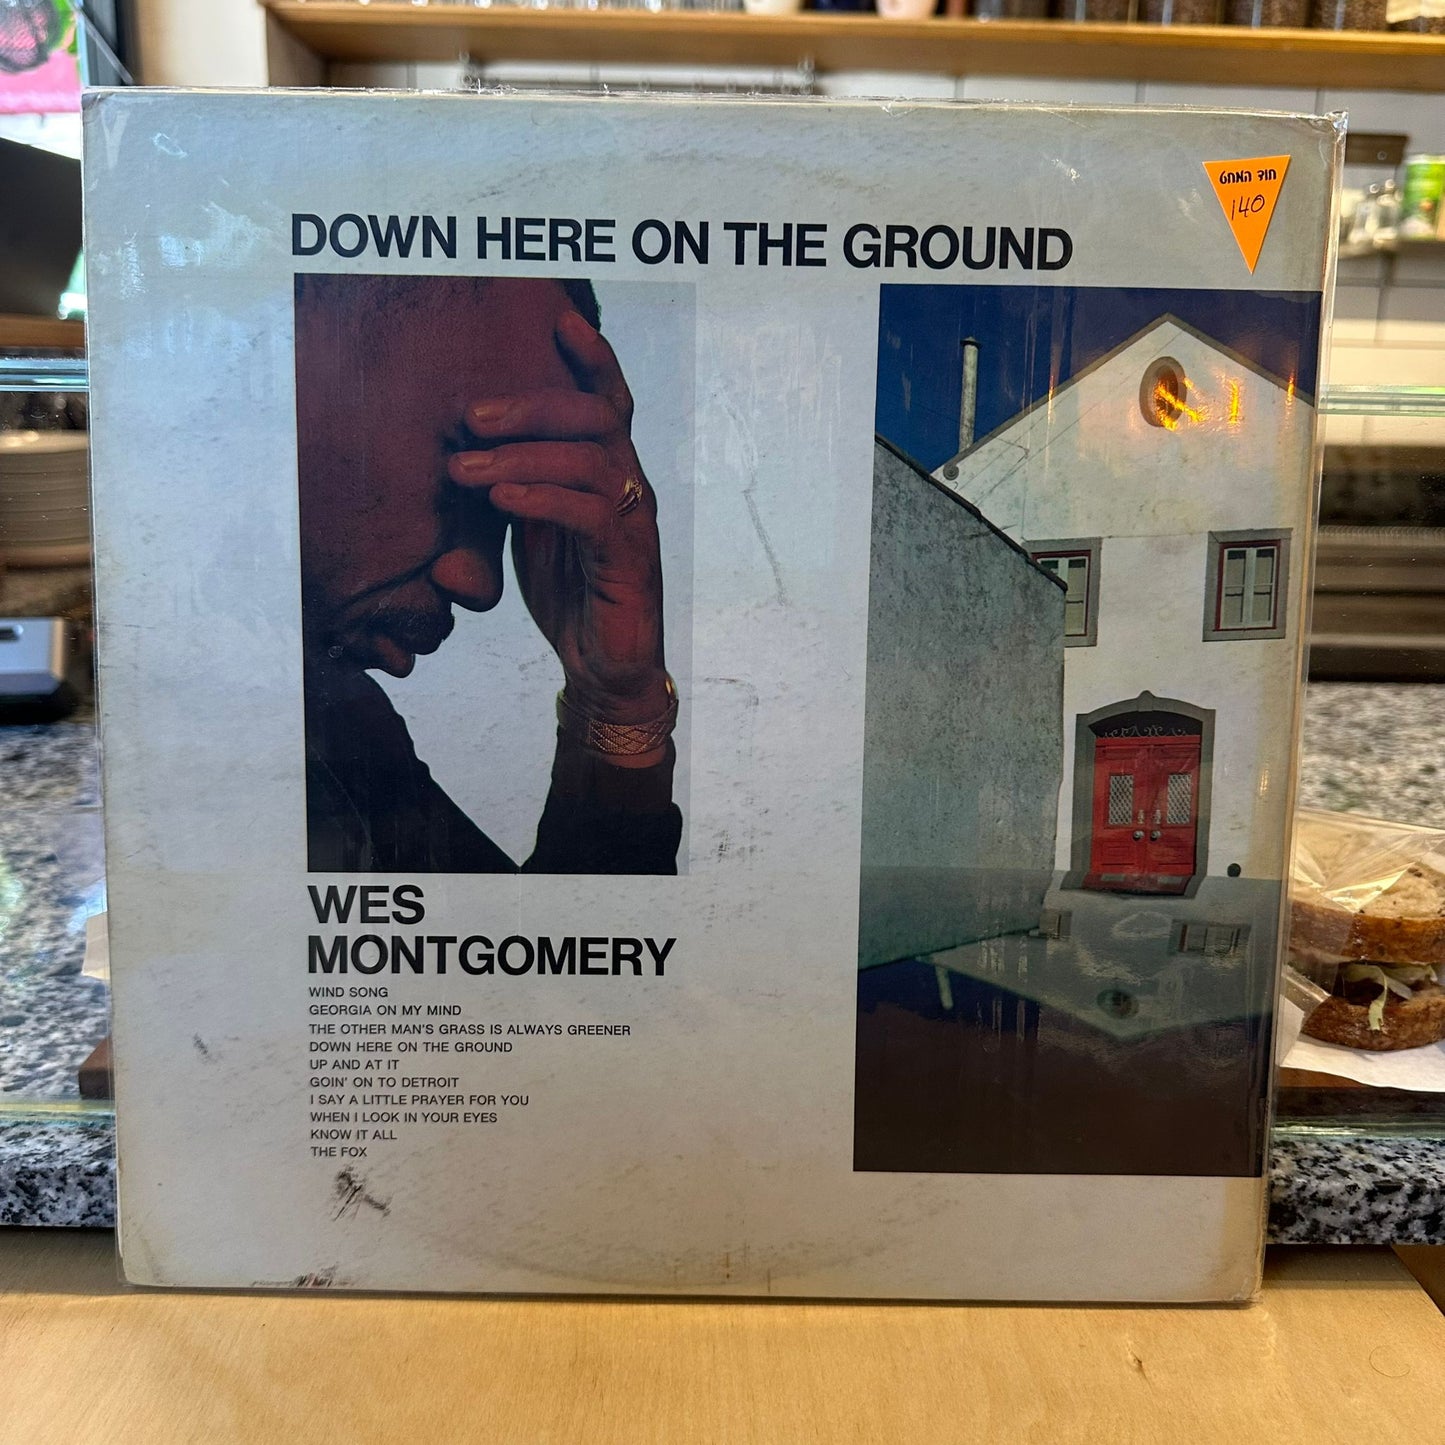 חוד המחט
140
DOWN HERE ON THE GROUND
WES
MONTGOMERY
WIND SONG
GEORGIA ON MY MIND
THE OTHER MAN'S GRASS IS ALWAYS GREENER
DOWN HERE ON THE GROUND
UP AND AT IT
GOIN' ON TO DETROIT
I SAY A LITTLE PRAYER FOR YOU
WHEN I LOOK IN YOUR EYES
KNOW IT ALL
THE FOX